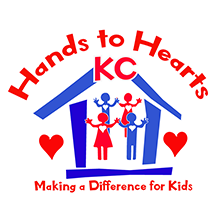 Hands to Hearts
KC
Making a Difference for Kids